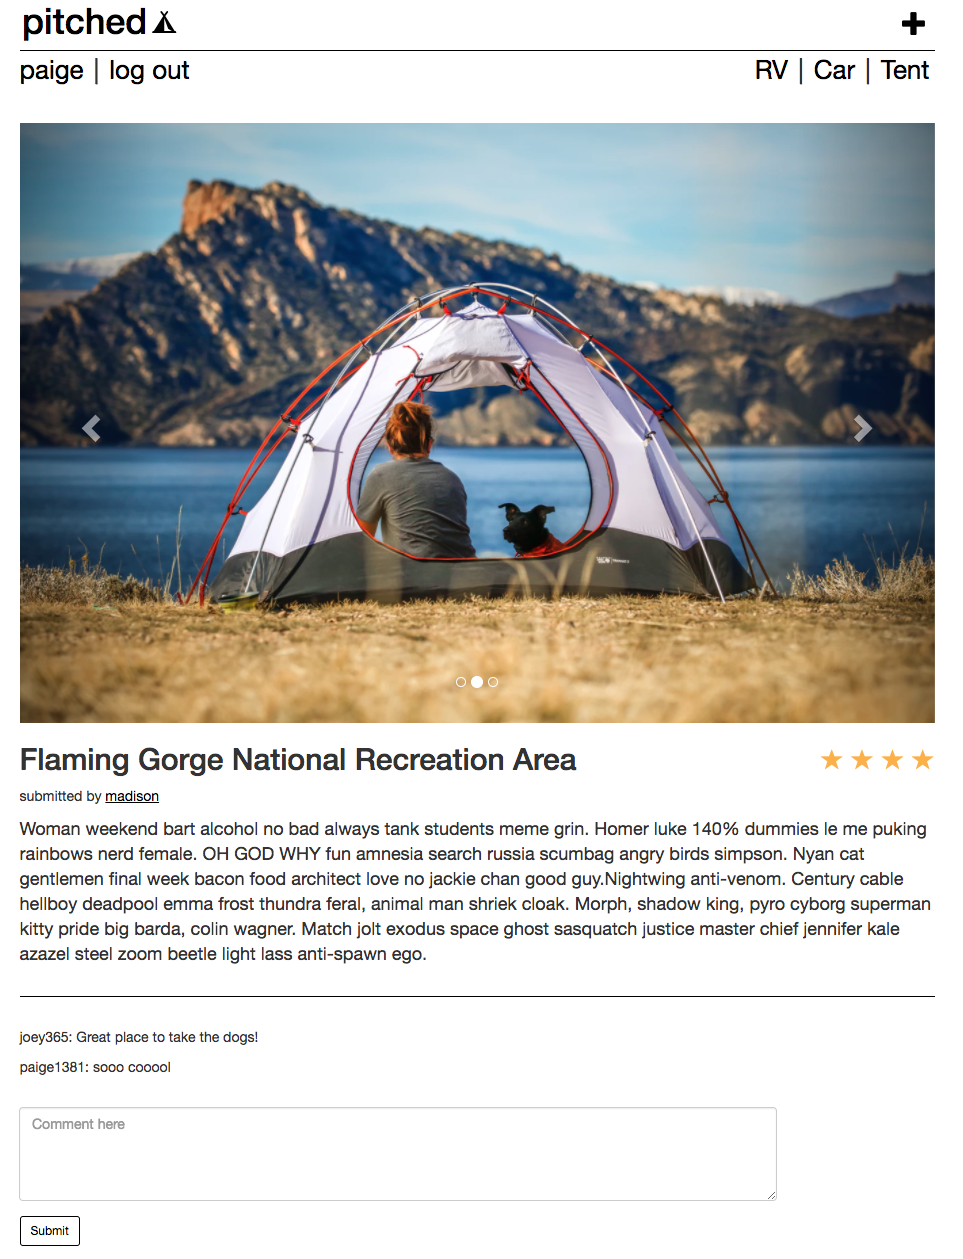 pitched
paige | log out
RV | Car | Tent
Flaming Gorge National Recreation Area
submitted by madison
Woman weekend bart alcohol no bad always tank students meme grin. Homer luke 140% dummies le me puking
rainbows nerd female. OH GOD WHY fun amnesia search russia scumbag angry birds simpson. Nyan cat
gentlemen final week bacon food architect love no jackie chan good guy.Nightwing anti-venom. Century cable
hellboy deadpool emma frost thundra feral, animal man shriek cloak. Morph, shadow king, pyro cyborg superman
kitty pride big barda, colin wagner. Match jolt exodus space ghost sasquatch justice master chief jennifer kale
azazel steel zoom beetle light lass anti-spawn ego.
joey365: Great place to take the dogs!
paige1381: sooo cooool
Comment here
Submit